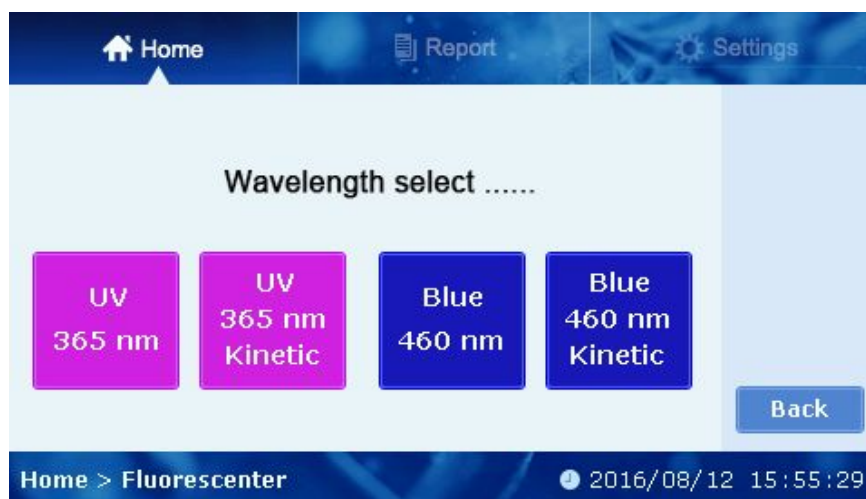 Home
Report
Settings
Wavelength select ......
UV
365 nm
UV
365 nm
Kinetic
Blue
460 nm
Blue
460 nm
Kinetic
Back
Home > Fluorescenter
2016/08/12 15:55:29